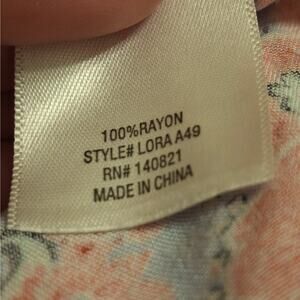 100%RAYON
STYLE# LORA A49
RN# 140821
MADE IN CHINA